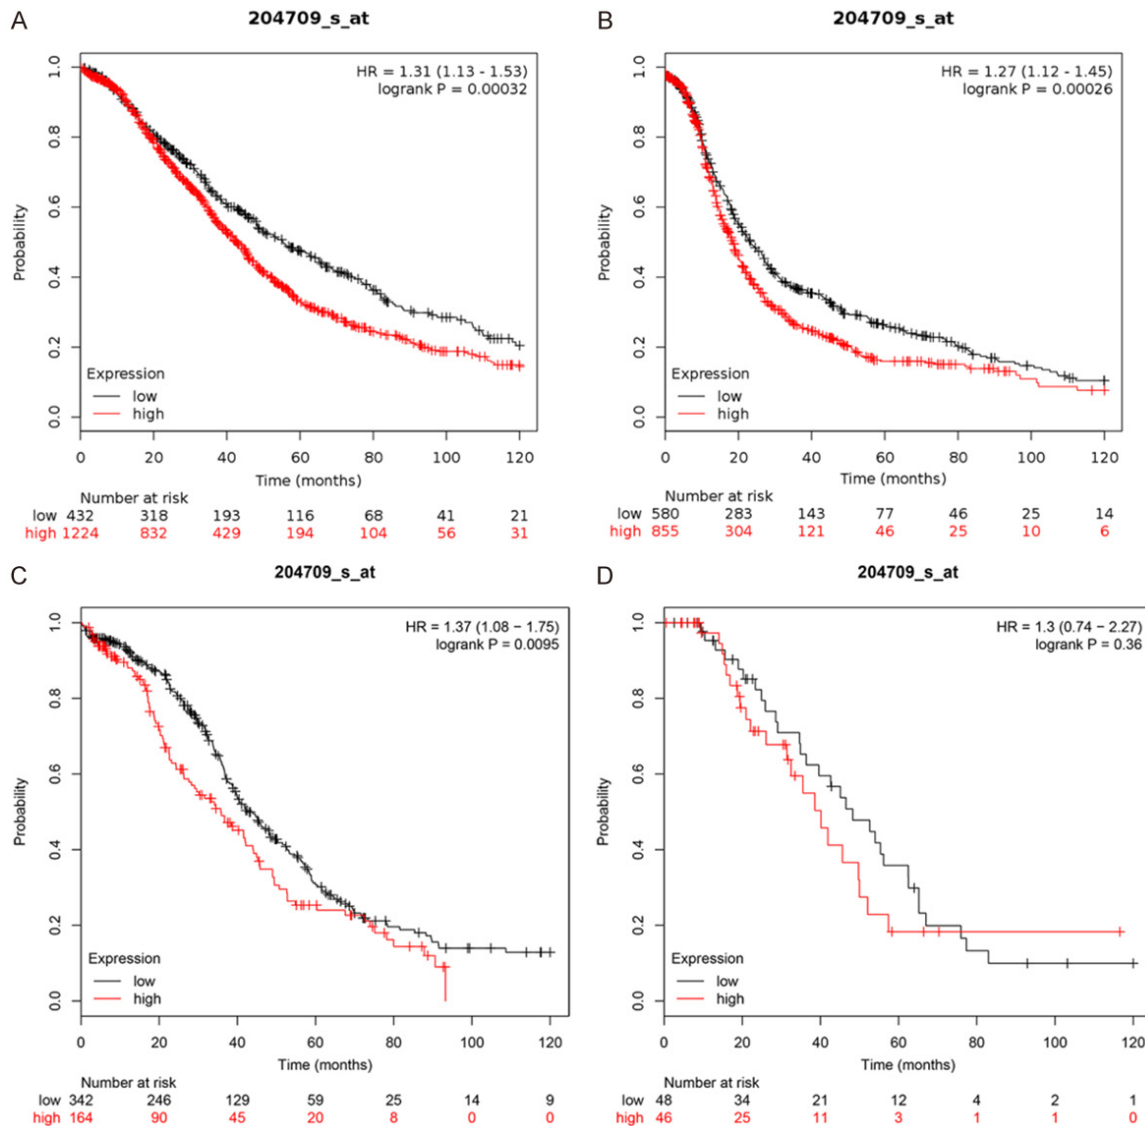 A
204709_s_at
HR = 1.31 (1.13 - 1.53)
logrank P = 0.00032
1.0
0.8
0.6
0.4
0.2
0.0
Probability
Expression
low
high
0 20 40 60 80 100 120
Time (months)
Number at risk
low 432 318 193 116 68 41 21
high 1224 832 429 194 104 56 31
B
204709_s_at
HR = 1.27 (1.12 - 1.45)
logrank P = 0.00026
1.0
0.8
0.6
0.4
0.2
0.0
Probability
Expression
low
high
0 20 40 60 80 100 120
Time (months)
Number at risk
low 580 283 143 77 46 25 14
high 855 304 121 46 25 10 6
C
204709_s_at
HR = 1.37 (1.08 − 1.75)
logrank P = 0.0095
1.0
0.8
0.6
0.4
0.2
0.0
Probability
Expression
low
high
0 20 40 60 80 100 120
Time (months)
Number at risk
low 342 246 129 59 25 14 9
high 164 90 45 20 8 0 0
D
204709_s_at
HR = 1.3 (0.74 − 2.27)
logrank P = 0.36
1.0
0.8
0.6
0.4
0.2
0.0
Probability
Expression
low
high
0 20 40 60 80 100 120
Time (months)
Number at risk
low 48 34 21 12 4 2 1
high 46 25 11 3 1 1 0